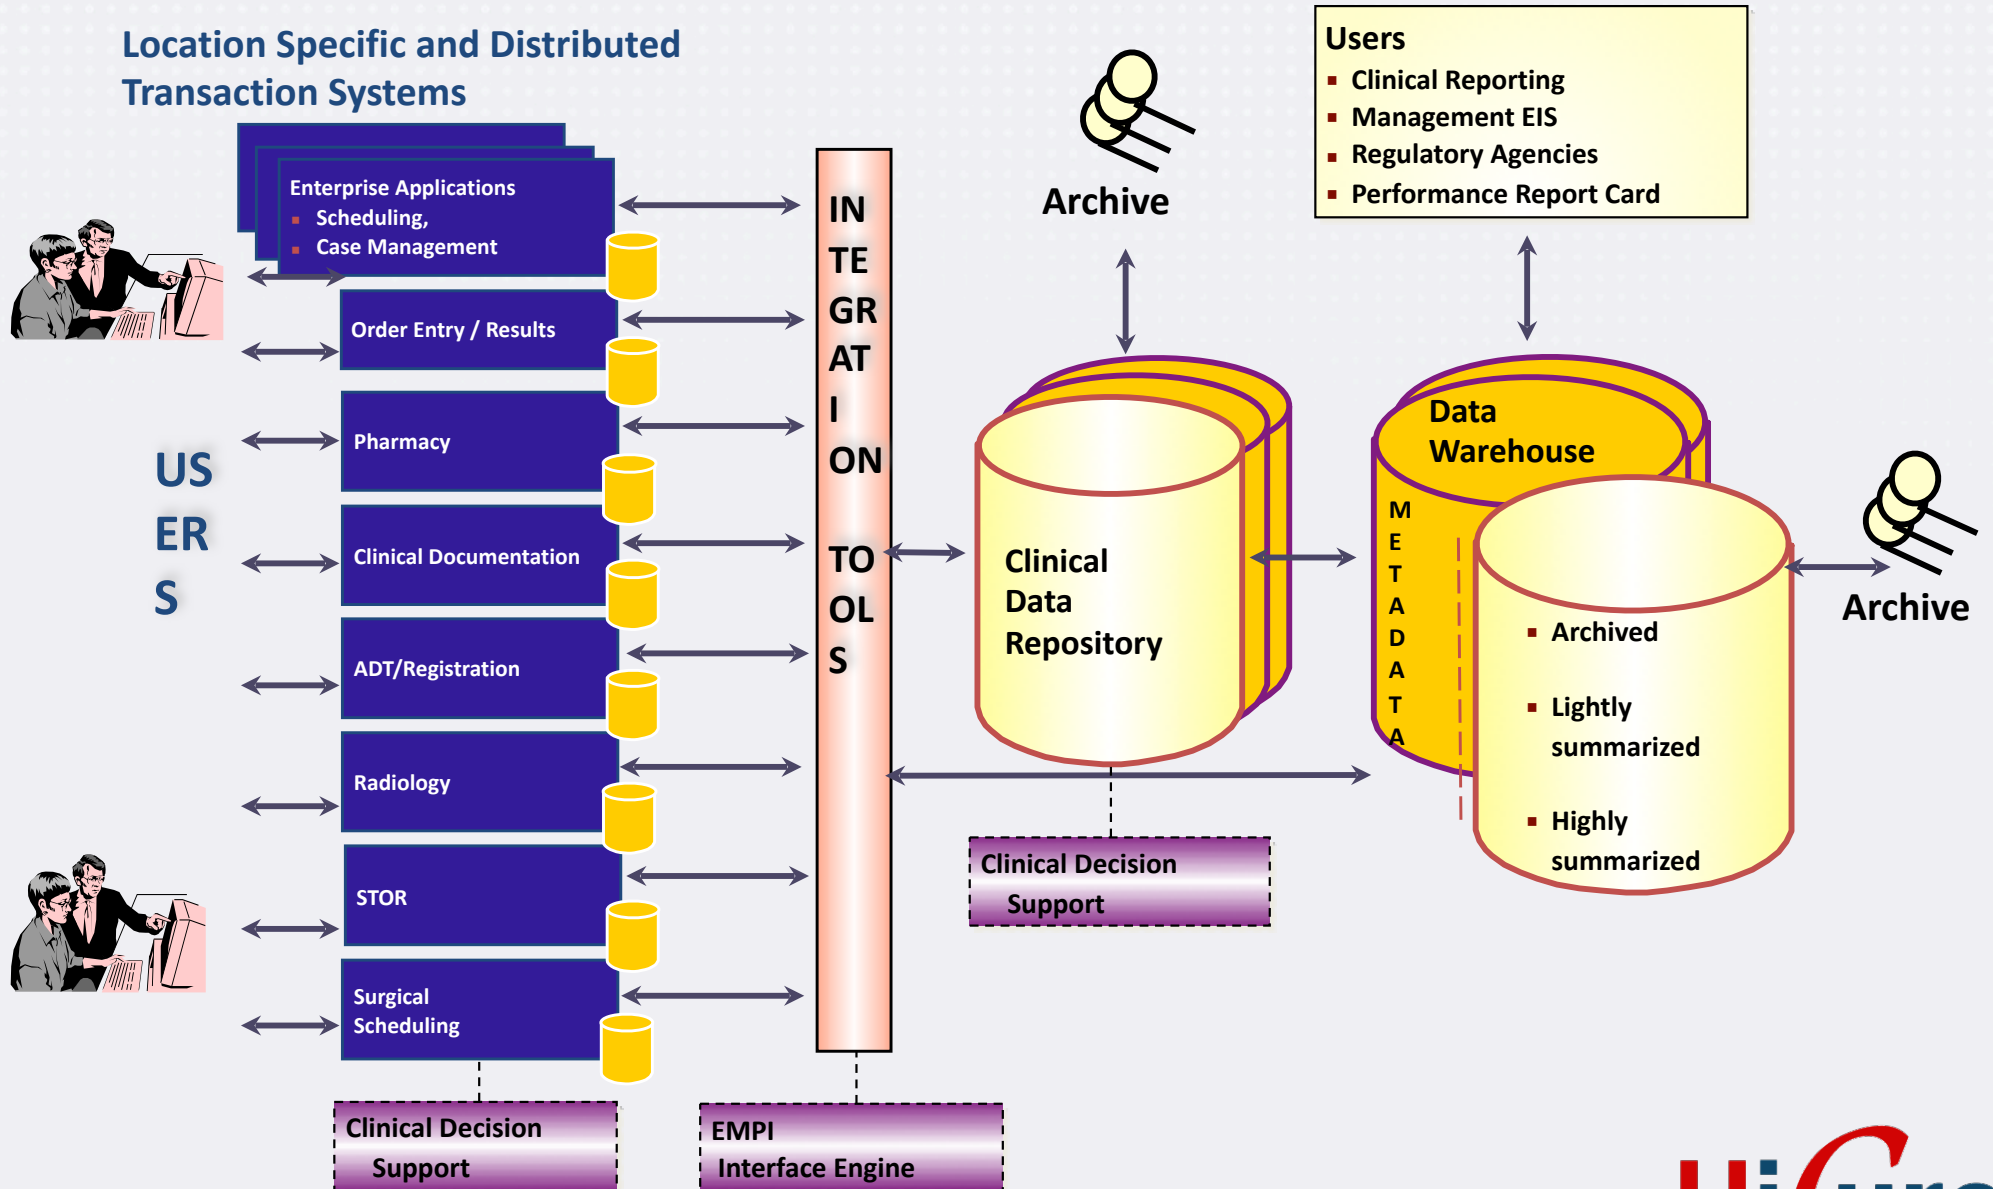 Location Specific and Distributed
Transaction Systems
Enterprise Applications
Scheduling,
Case Management
Order Entry / Results
Pharmacy
Clinical Documentation
ADT/Registration
Radiology
STOR
Surgical
Scheduling
US
ER
S
Clinical Decision
Support
IN
TE
GR
AT
I
ON
TO
OL
S
EMPI
Interface Engine
Archive
Clinical
Data
Repository
Clinical Decision
Support
Users
Clinical Reporting
Management EIS
Regulatory Agencies
Performance Report Card
Data
Warehouse
M
E
T
A
D
A
T
A
Archived
Lightly
summarized
Highly
summarized
Archive